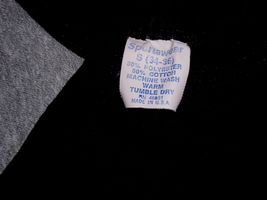 Sportswear
S (34-36)
50% POLYESTER
50% COTTON
MACHINE WASH
WARM
TUMBLE DRY
MADE IN U.S.A.